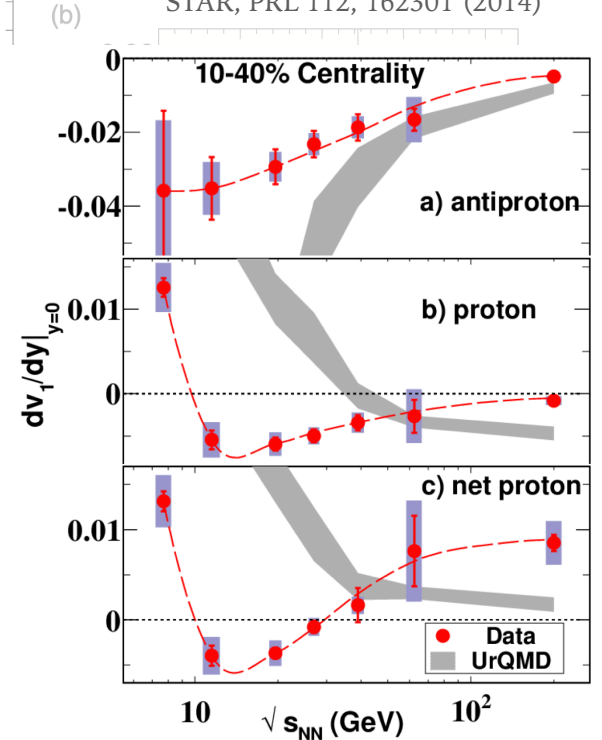 STAR, PRL 112, 162301 (2014)
(b)
0
10-40% Centrality
-0.02
-0.04
a) antiproton
0.01
b) proton
0
dv1/dy|y=0
c) net proton
0.01
0
Data
UrQMD
10
10²
√ sNN (GeV)